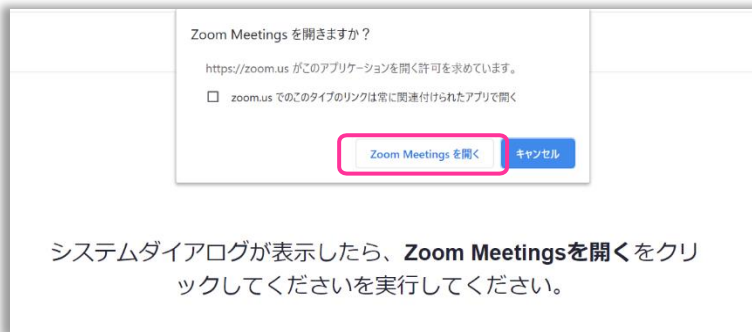 Zoom Meetings を開きますか？
https://zoom.us がこのアプリケーションを開く許可を求めています。
zoom.us でのこのタイプのリンクは常に関連付けられたアプリで開く
Zoom Meetings を開く キャンセル
システムダイアログが表示したら、Zoom Meetingsを開くをクリ
ックしてくださいを実行してください。